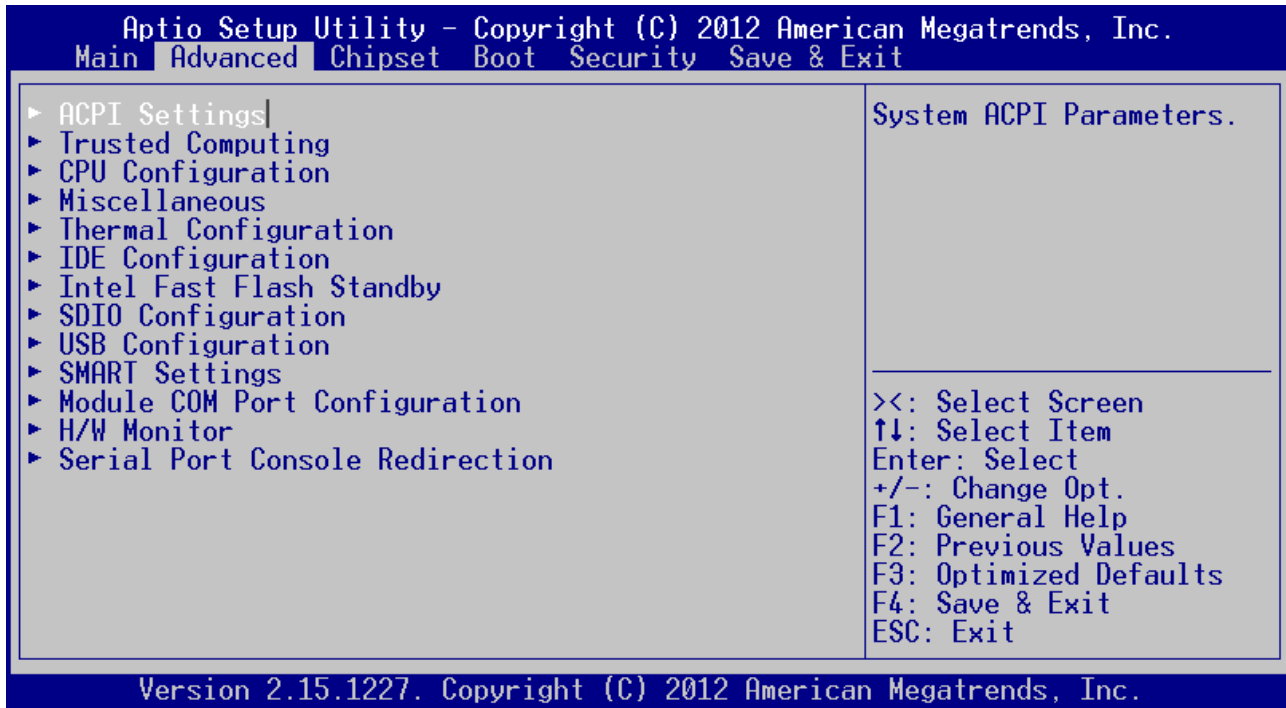 Aptio Setup Utility - Copyright (C) 2012 American Megatrends, Inc.
Main Advanced Chipset Boot Security Save & Exit
► ACPI Settings
► Trusted Computing
► CPU Configuration
► Miscellaneous
► Thermal Configuration
► IDE Configuration
► Intel Fast Flash Standby
► SDIO Configuration
► USB Configuration
► SMART Settings
► Module COM Port Configuration
► H/W Monitor
► Serial Port Console Redirection
System ACPI Parameters.
><: Select Screen
↑↓: Select Item
Enter: Select
+/-: Change Opt.
F1: General Help
F2: Previous Values
F3: Optimized Defaults
F4: Save & Exit
ESC: Exit
Version 2.15.1227. Copyright (C) 2012 American Megatrends, Inc.